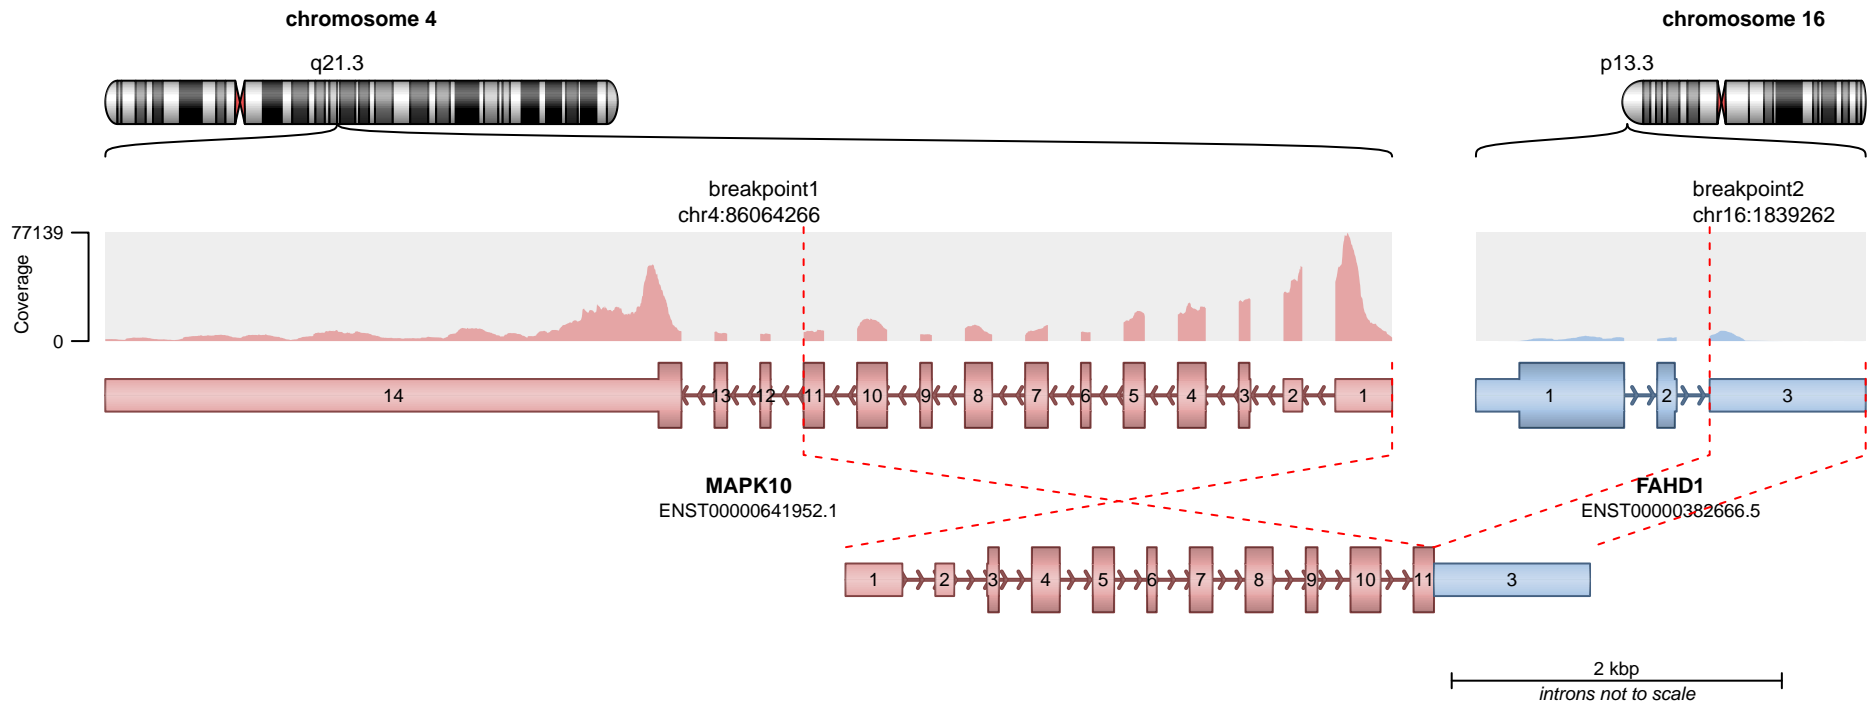 chromosome 4
chromosome 16
q21.3
p13.3
breakpoint1
chr4:86064266
breakpoint2
chr16:1839262
77139
Coverage
0
14 13 12 11 10 9 8 7 6 5 4 3 2 1
1 2 3
MAPK10
ENST00000641952.1
FAHD1
ENST00000382666.5
1 2 3 4 5 6 7 8 9 10 11 3
2 kbp
introns not to scale